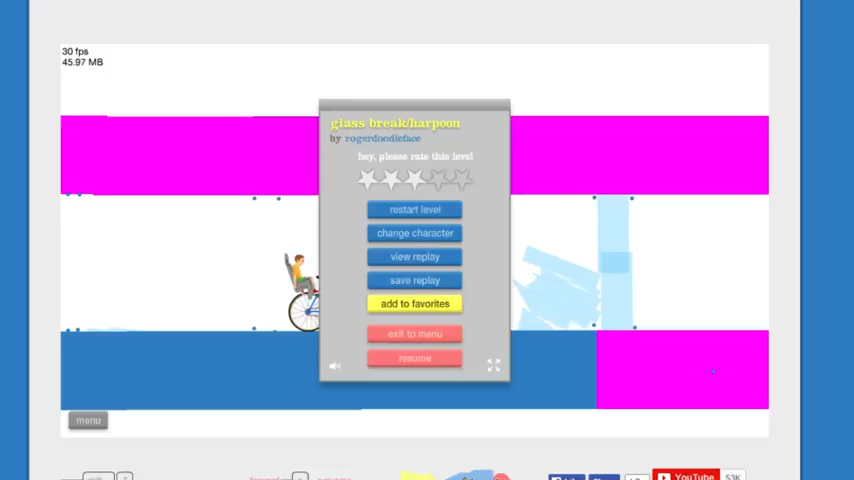 30 fps
45.97 MB
glass break/harpoon
by rogerdoodleface
hey, please rate this level
restart level
change character
view replay
save replay
add to favorites
exit to menu
resume
menu
YouTube
53K